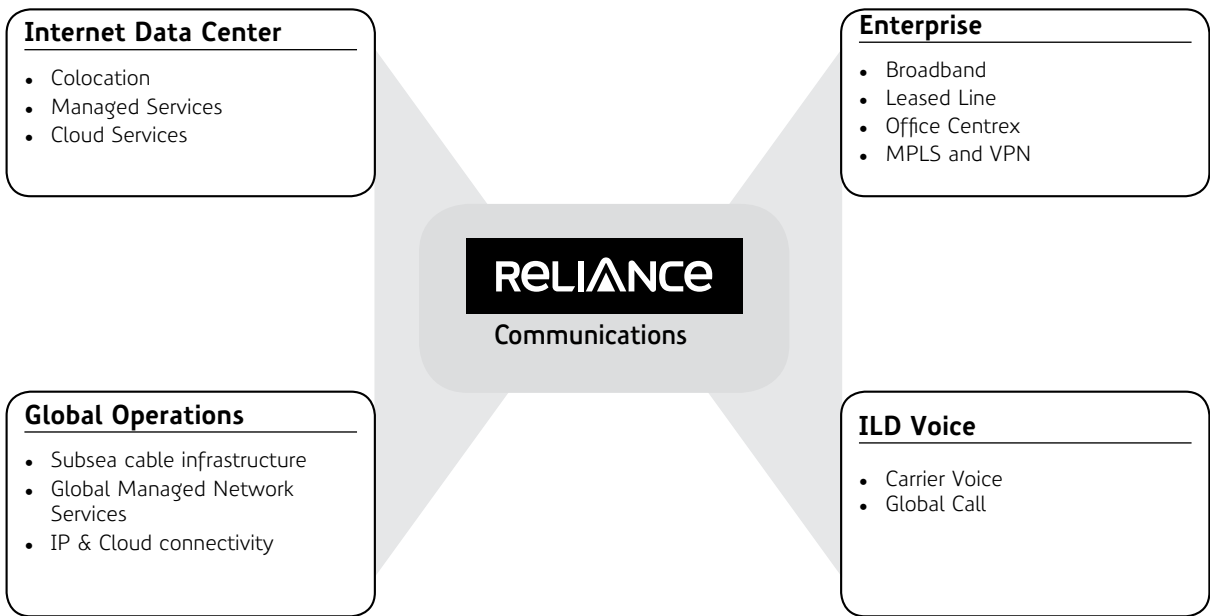 Internet Data Center
• Colocation
• Managed Services
• Cloud Services
Enterprise
• Broadband
• Leased Line
• Office Centrex
• MPLS and VPN
RELIANCE
Communications
Global Operations
• Subsea cable infrastructure
• Global Managed Network
Services
• IP & Cloud connectivity
ILD Voice
• Carrier Voice
• Global Call